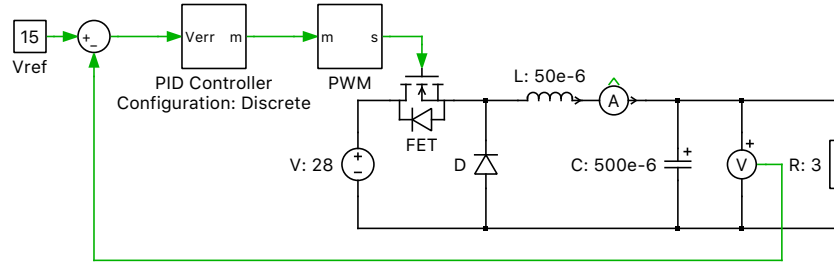 15
Vref
+
−
Verr m
PID Controller
Configuration: Discrete
m s
PWM
FET
V: 28
+
−
D
L: 50e-6
A
C: 500e-6
+
V
+
R: 3